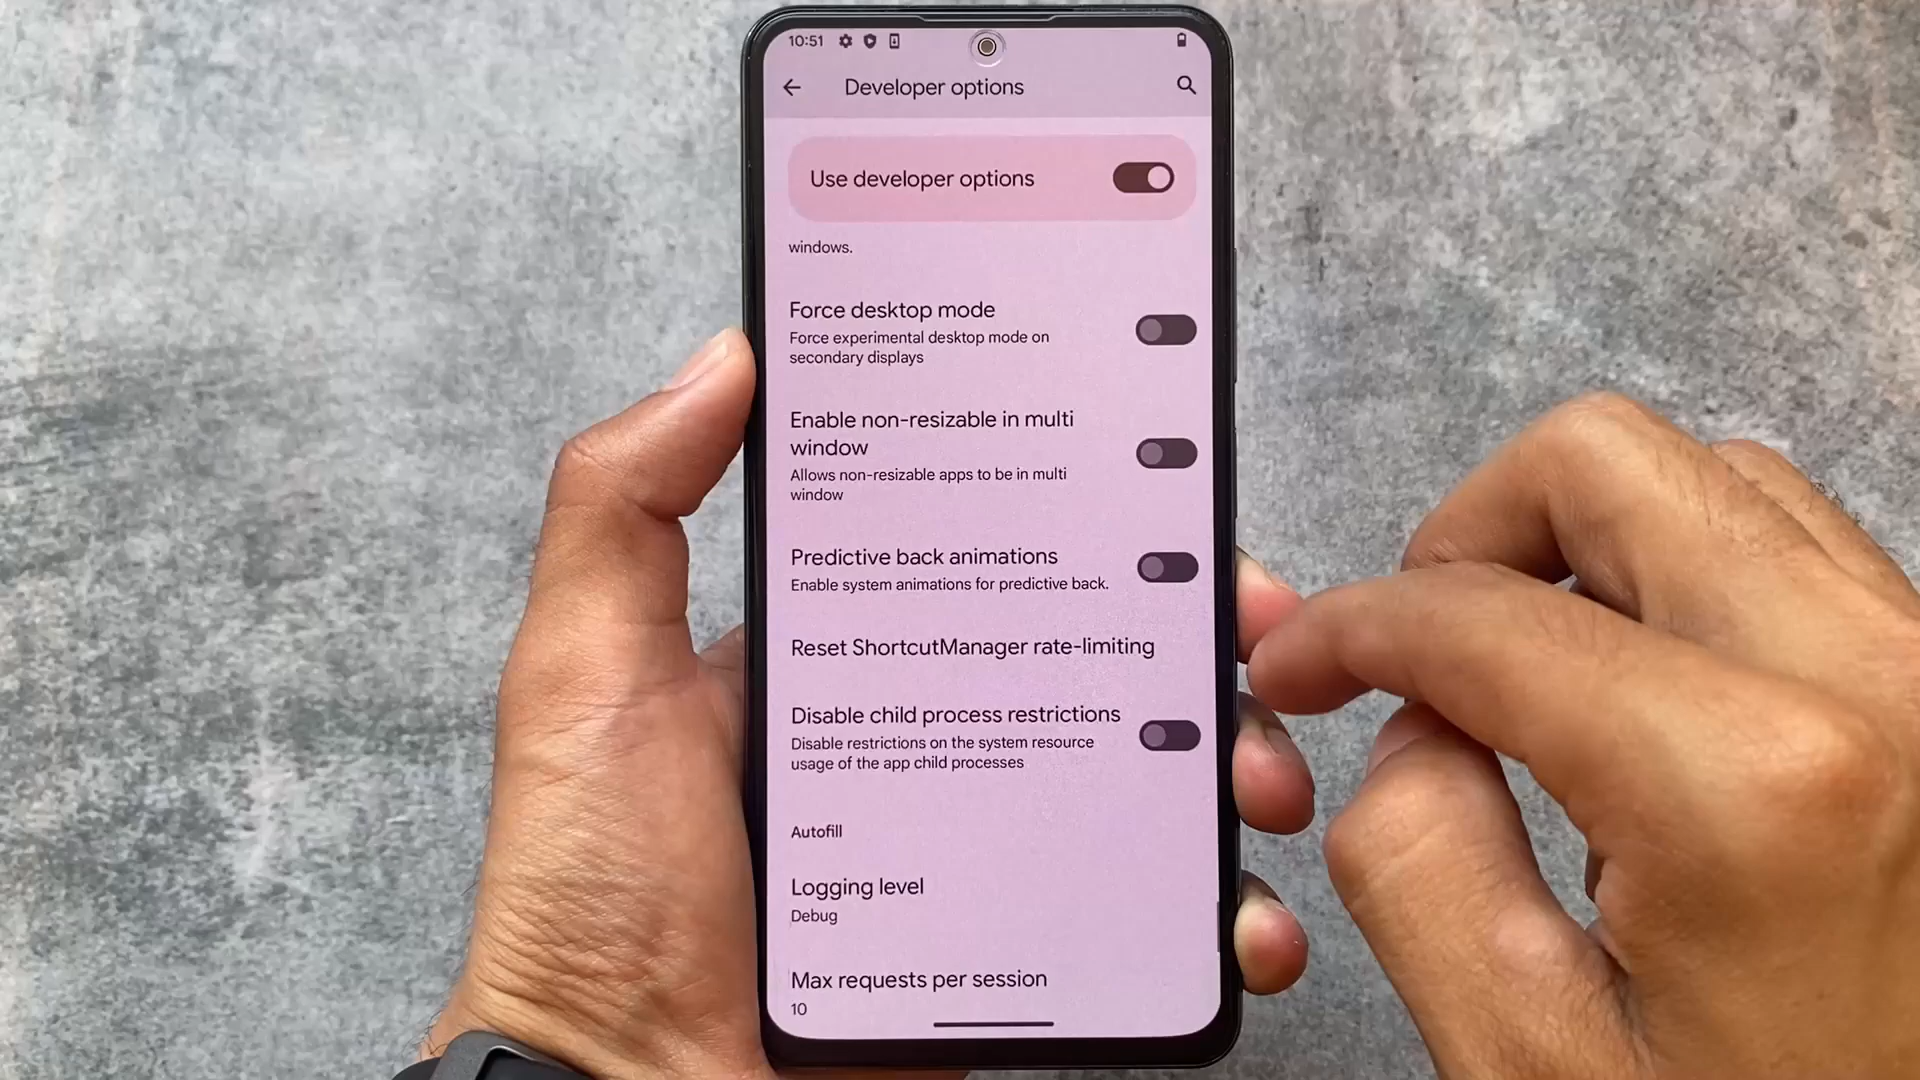 10:51
Developer options
Use developer options
windows.
Force desktop mode
Force experimental desktop mode on
secondary displays
Enable non-resizable in multi
window
Allows non-resizable apps to be in multi
window
Predictive back animations
Enable system animations for predictive back.
Reset ShortcutManager rate-limiting
Disable child process restrictions
Disable restrictions on the system resource
usage of the app child processes
Autofill
Logging level
Debug
Max requests per session
10